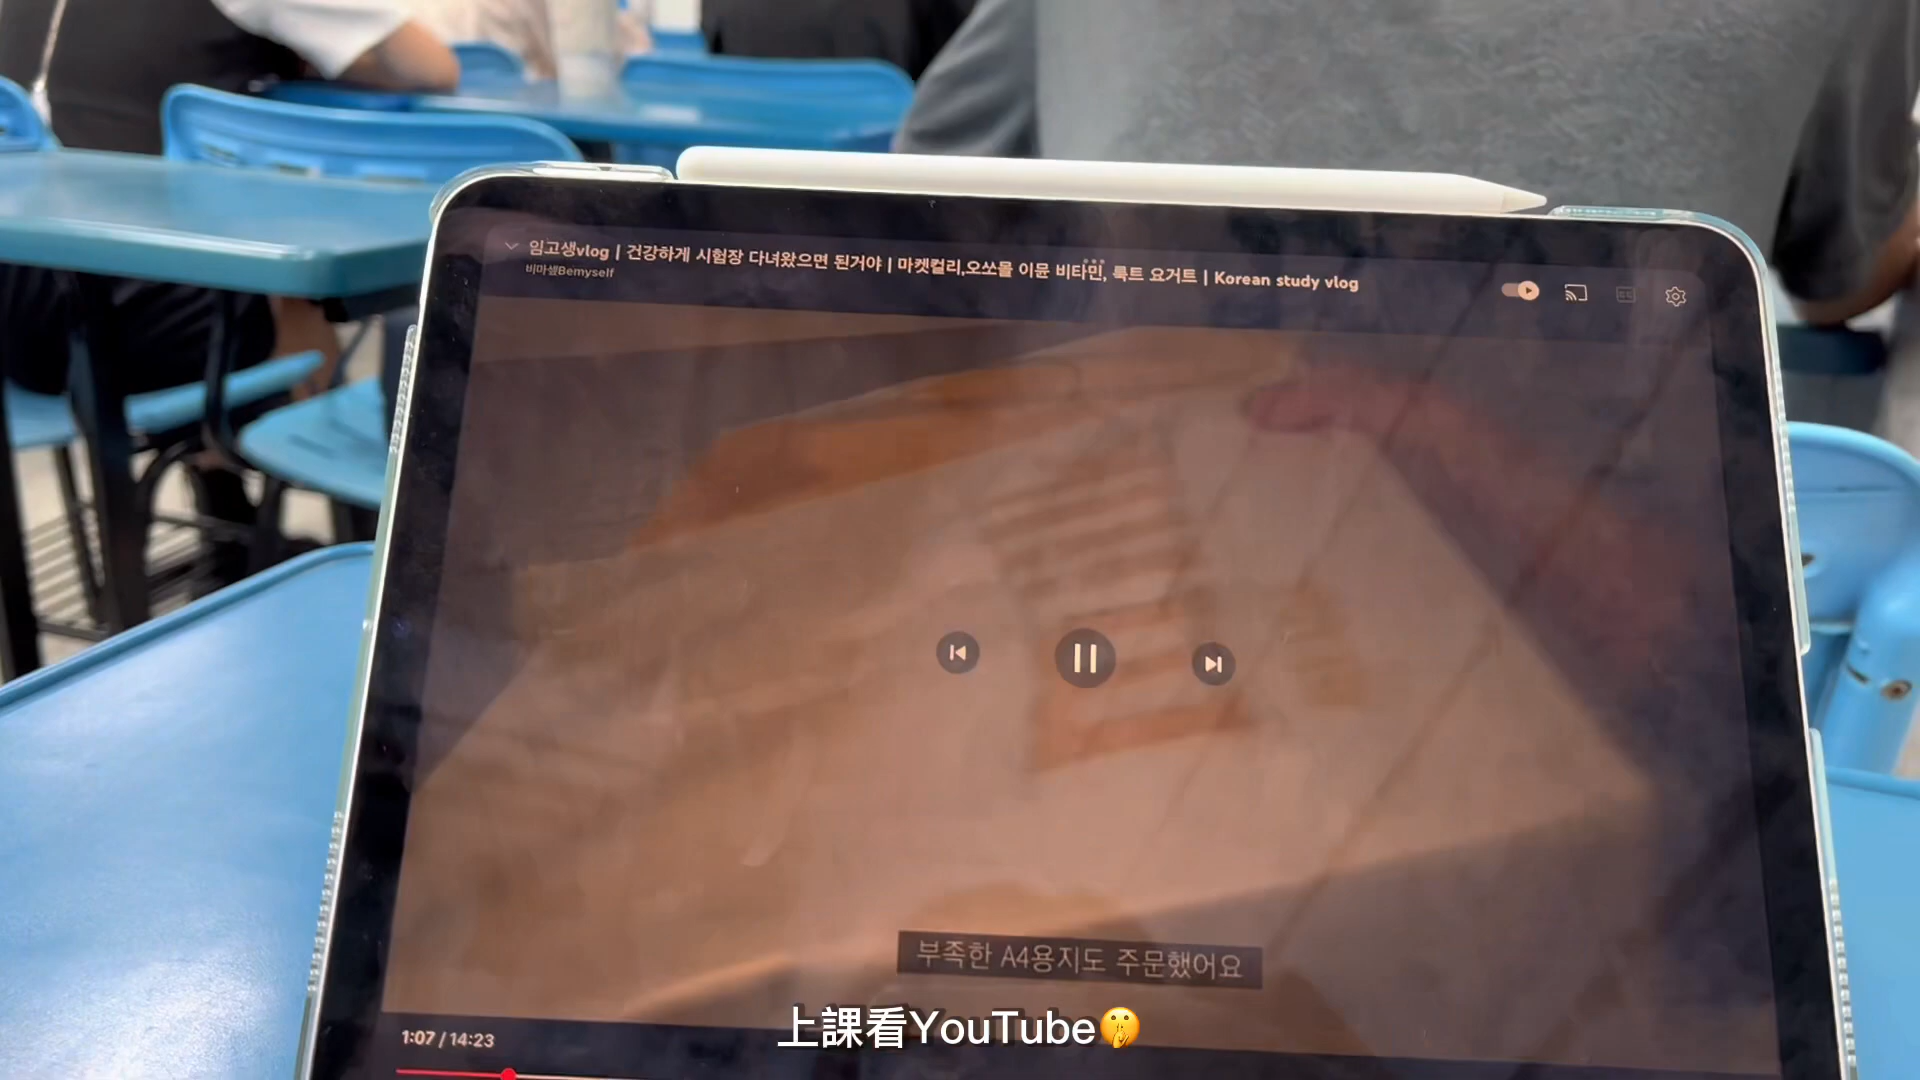 임고생vlog | 건강하게 시험장 다녀왔으면 된거야 | 마켓컬리,오쏘몰 이뮨 비타민, 룩트 요거트 | Korean study vlog
비마셀Bemyself
부족한 A4용지도 주문했어요
上課看YouTube🤫
1:07 / 14:23